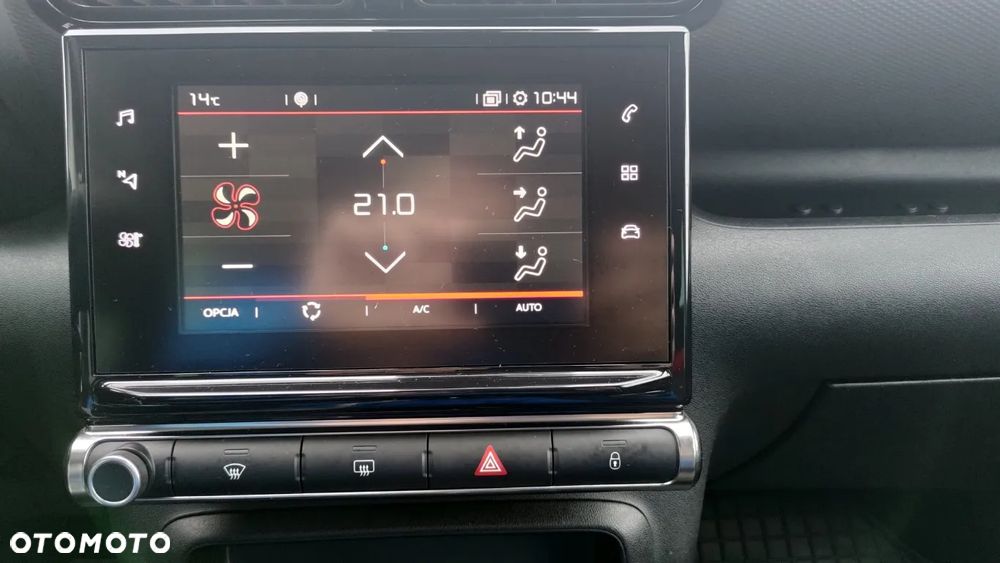 14°C 10:44
21.0
OPCJA A/C AUTO
N
OTOMOTO